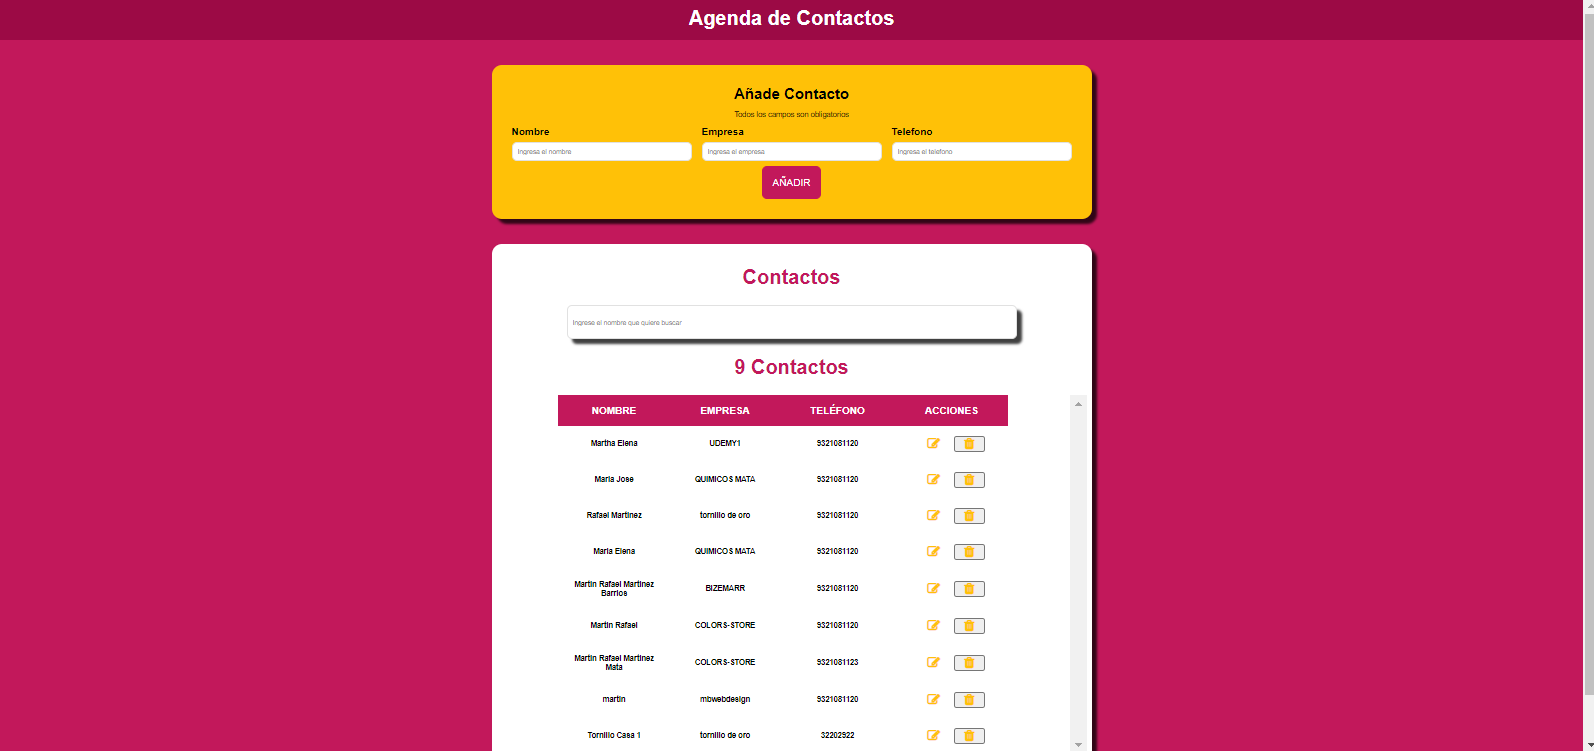 Agenda de Contactos
Añade Contacto
Todos los campos son obligatorios
Nombre Empresa Telefono
Ingresa el nombre Ingresa el empresa Ingresa el telefono
AÑADIR
Contactos
Ingrese el nombre que quiere buscar
9 Contactos
NOMBRE EMPRESA TELÉFONO ACCIONES
Martha Elena UDEMY1 9321081120
Maria Jose QUIMICOS MATA 9321081120
Rafael Martinez tornillo de oro 9321081120
Maria Elena QUIMICOS MATA 9321081120
Martin Rafael Martinez
Barrios BIZEMARR 9321081120
Martin Rafael COLORS-STORE 9321081120
Martin Rafael Martinez
Mata COLORS-STORE 9321081123
martin mbwebdesign 9321081120
Tornillo Casa 1 tornillo de oro 32202922